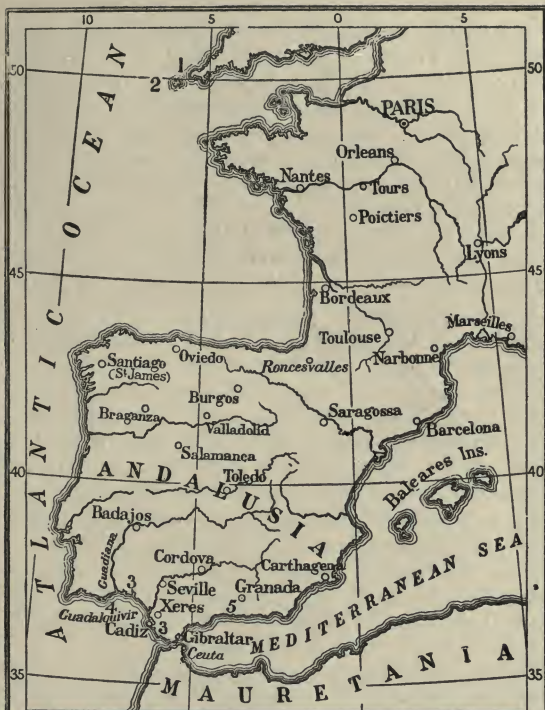 10 5 0 5
50
1
2
ATLANTIC OCEAN
PARIS
Orleans
Nantes
Tours
Poictiers
Lyons
45
45
Bordeaux
Toulouse
Marseilles
Narbonne
Oviedo
Santiago
(St James)
Roncesvalles
Burgos
Braganza
Valladolid
Saragossa
Barcelona
Salamanca
40
40
ANDALUSIA
Toledo
Baleares Ins.
Badajos
Guadiana
Cordova
Carthagena
3
Seville
Granada
Xeres
5
4
Guadalquivir
Cadiz
3
Gibraltar
Ceuta
MEDITERRANEAN SEA
35
35
MAURETANIA
50